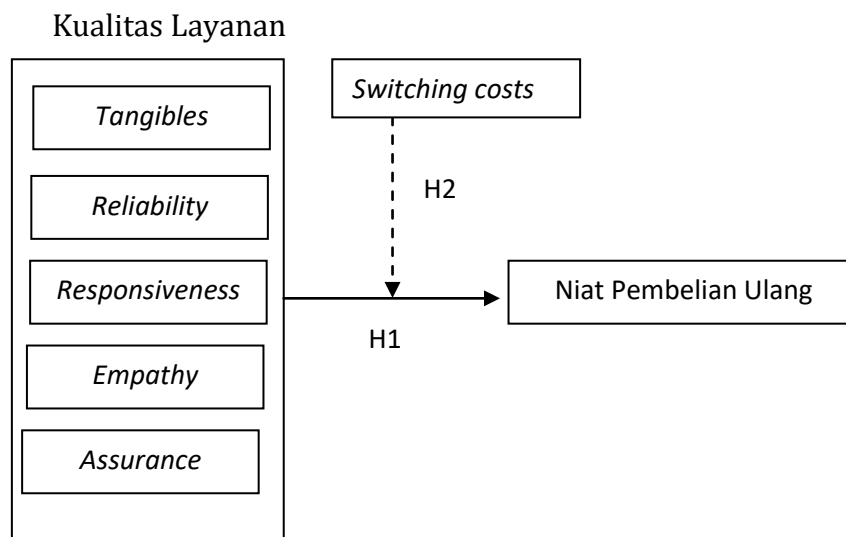 Kualitas Layanan
Tangibles
Reliability
Responsiveness
Empathy
Assurance
Switching costs
H2
H1
Niat Pembelian Ulang